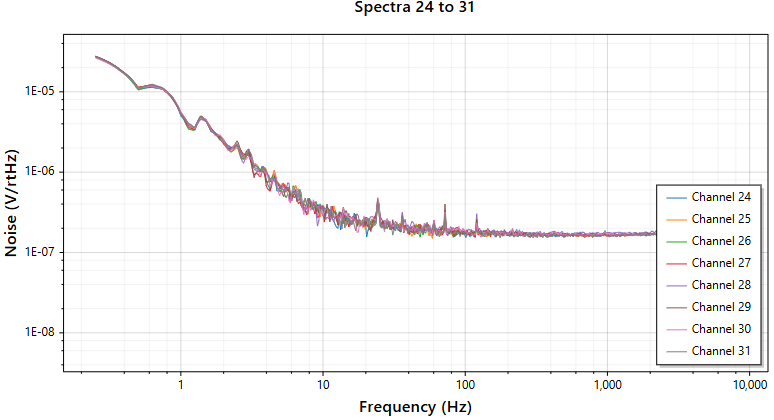 Spectra 24 to 31
Noise (V/rtHz)
1E-05
1E-06
1E-07
1E-08
Channel 24
Channel 25
Channel 26
Channel 27
Channel 28
Channel 29
Channel 30
Channel 31
1 10 100 1,000 10,000
Frequency (Hz)